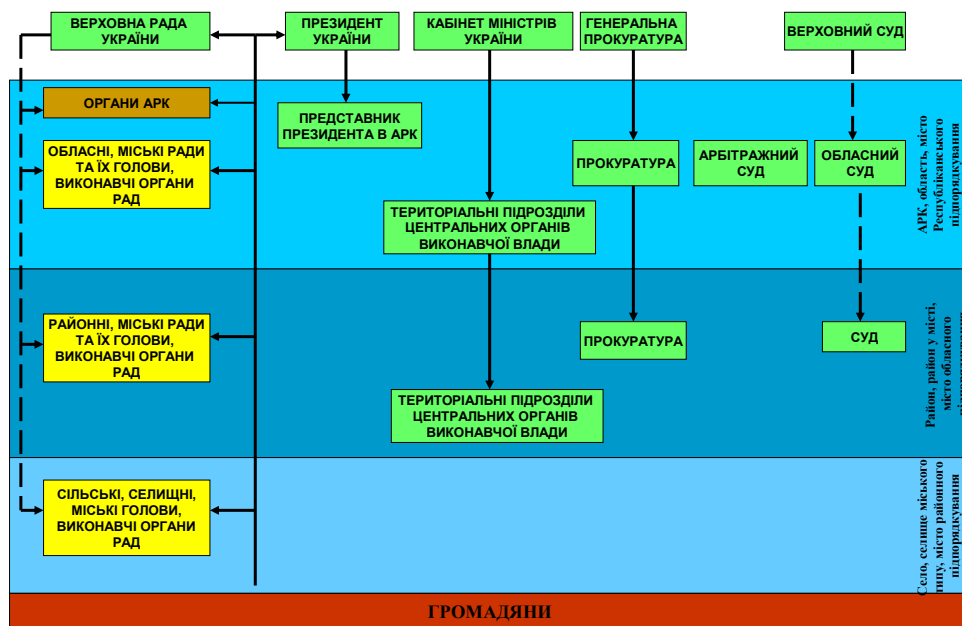 ВЕРХОВНА РАДА
УКРАЇНИ
ПРЕЗИДЕНТ
УКРАЇНИ
КАБІНЕТ МІНІСТРІВ
УКРАЇНИ
ГЕНЕРАЛЬНА
ПРОКУРАТУРА
ВЕРХОВНИЙ СУД
ОРГАНИ АРК
ПРЕДСТАВНИК
ПРЕЗИДЕНТА В АРК
ОБЛАСНІ, МІСЬКІ РАДИ
ТА ЇХ ГОЛОВИ,
ВИКОНАВЧІ ОРГАНИ
РАД
ПРОКУРАТУРА
АРБІТРАЖНИЙ
СУД
ОБЛАСНИЙ
СУД
ТЕРИТОРІАЛЬНІ ПІДРОЗДІЛИ
ЦЕНТРАЛЬНИХ ОРГАНІВ
ВИКОНАВЧОЇ ВЛАДИ
АРК, область, місто
Республіканського
підпорядкування
РАЙОННІ, МІСЬКІ РАДИ
ТА ЇХ ГОЛОВИ,
ВИКОНАВЧІ ОРГАНИ
РАД
ПРОКУРАТУРА
СУД
ТЕРИТОРІАЛЬНІ ПІДРОЗДІЛИ
ЦЕНТРАЛЬНИХ ОРГАНІВ
ВИКОНАВЧОЇ ВЛАДИ
Район, район у місті,
місто обласного
СІЛЬСЬКІ, СЕЛИЩНІ,
МІСЬКІ ГОЛОВИ,
ВИКОНАВЧІ ОРГАНИ
РАД
Село, селище міського
типу, місто районного
підпорядкування
ГРОМАДЯНИ